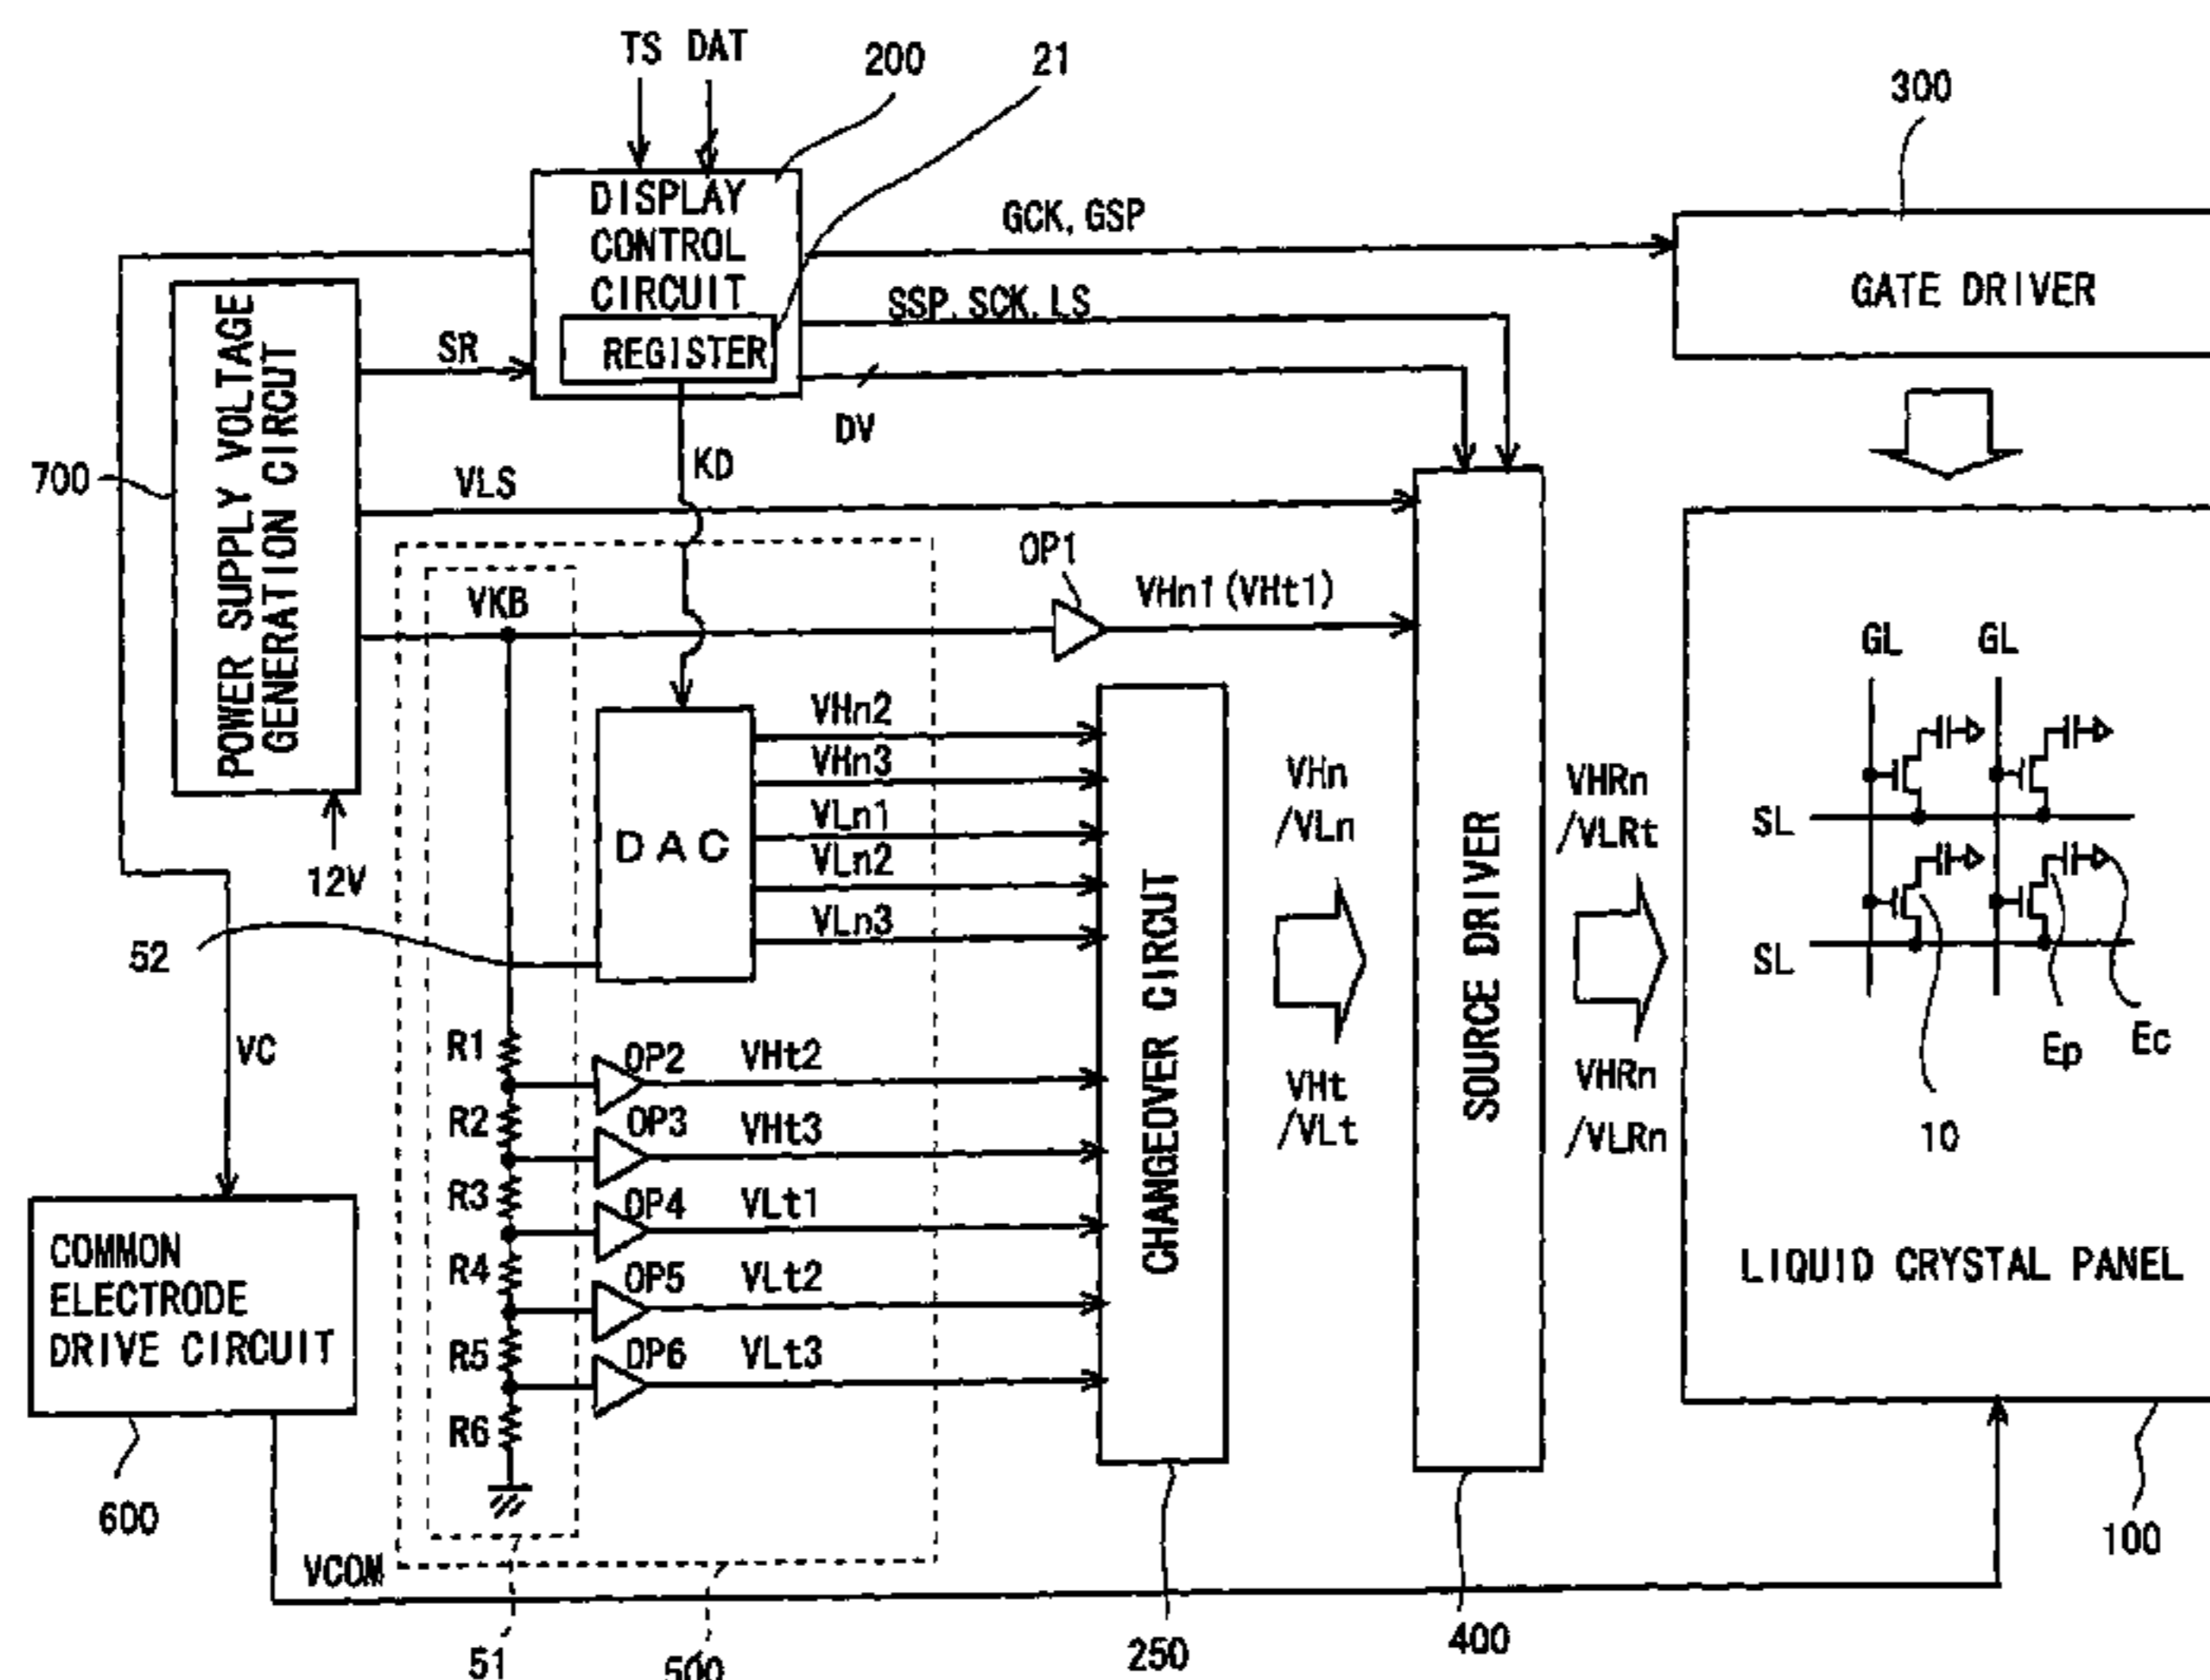 TS DAT
200
21
300
DISPLAY
CONTROL
CIRCUIT
REGISTER
GCK, GSP
SSP, SCK, LS
GATE DRIVER
SR
DV
KD
700
POWER SUPPLY VOLTAGE
GENERATION CIRCUT
VLS
OP1
VKB
VHn1 (VHt1)
GL GL
VHn2
VHn3
VLn1
VLn2
VLn3
DAC
12V
52
VHn
/VLn
VHRn
/VLRt
SL
SL
SOURCE DRIVER
CHANGEOVER CIRCUT
VC
R1
OP2
VHt2
R2
OP3
VHt3
R3
OP4
VLt1
R4
OP5
VLt2
R5
OP6
VLt3
R6
VHt
/VLt
VHRn
/VLRn
Ep
Ec
10
COMMON
ELECTRODE
DRIVE CIRCUIT
LIQUID CRYSTAL PANEL
600
VCOM
100
51
500
250
400